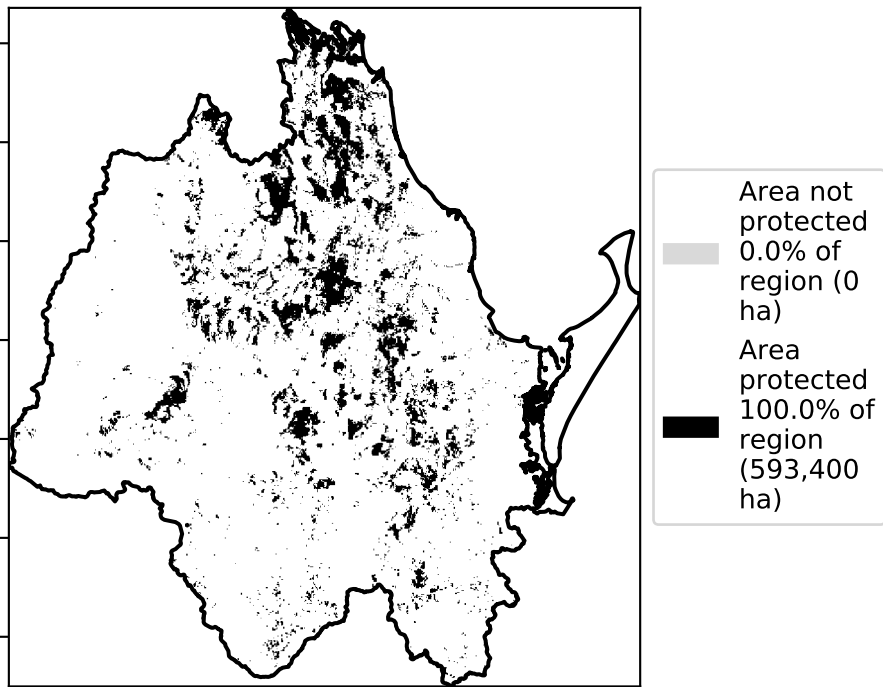 Area not
protected
0.0% of
region (0
ha)
Area
protected
100.0% of
region
(593,400
ha)